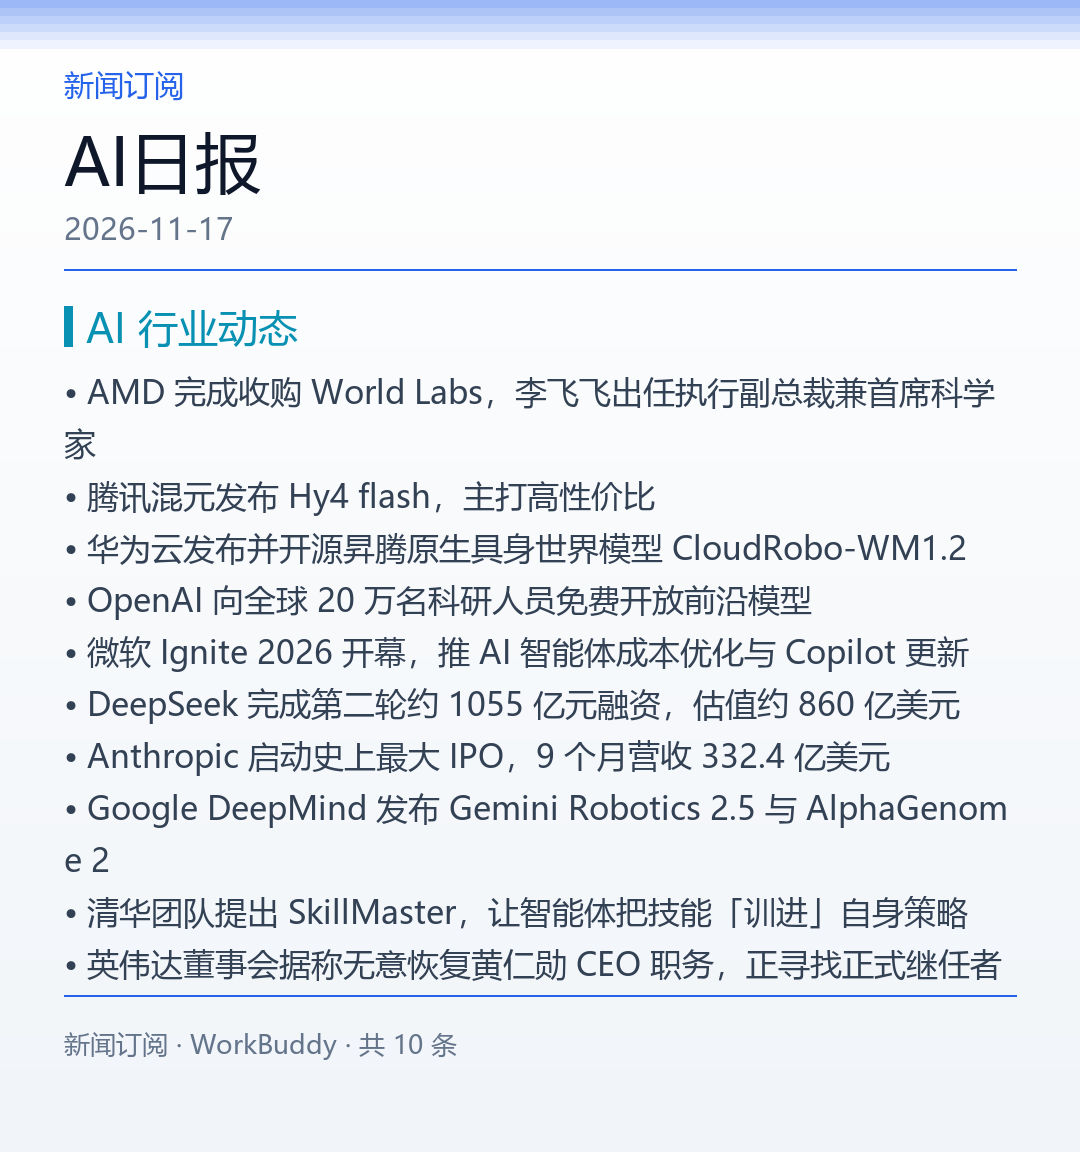 新闻订阅
AI日报
2026-11-17
AI 行业动态
• AMD 完成收购 World Labs，李飞飞出任执行副总裁兼首席科学
家
• 腾讯混元发布 Hy4 flash，主打高性价比
• 华为云发布并开源昇腾原生具身世界模型 CloudRobo-WM1.2
• OpenAI 向全球 20 万名科研人员免费开放前沿模型
• 微软 Ignite 2026 开幕，推 AI 智能体成本优化与 Copilot 更新
• DeepSeek 完成第二轮约 1055 亿元融资，估值约 860 亿美元
• Anthropic 启动史上最大 IPO，9 个月营收 332.4 亿美元
• Google DeepMind 发布 Gemini Robotics 2.5 与 AlphaGenom
e 2
• 清华团队提出 SkillMaster，让智能体把技能「训进」自身策略
• 英伟达董事会据称无意恢复黄仁勋 CEO 职务，正寻找正式继任者
新闻订阅 · WorkBuddy · 共 10 条